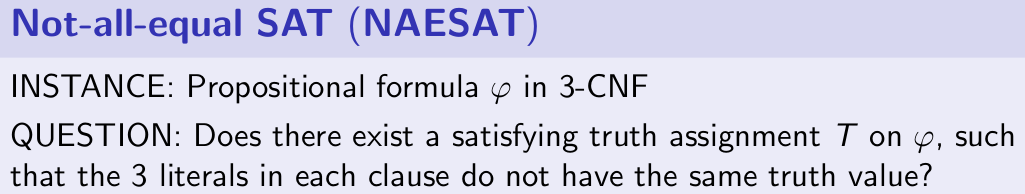 Not-all-equal SAT (NAESAT)
INSTANCE: Propositional formula φ in 3-CNF
QUESTION: Does there exist a satisfying truth assignment T on φ, such
that the 3 literals in each clause do not have the same truth value?